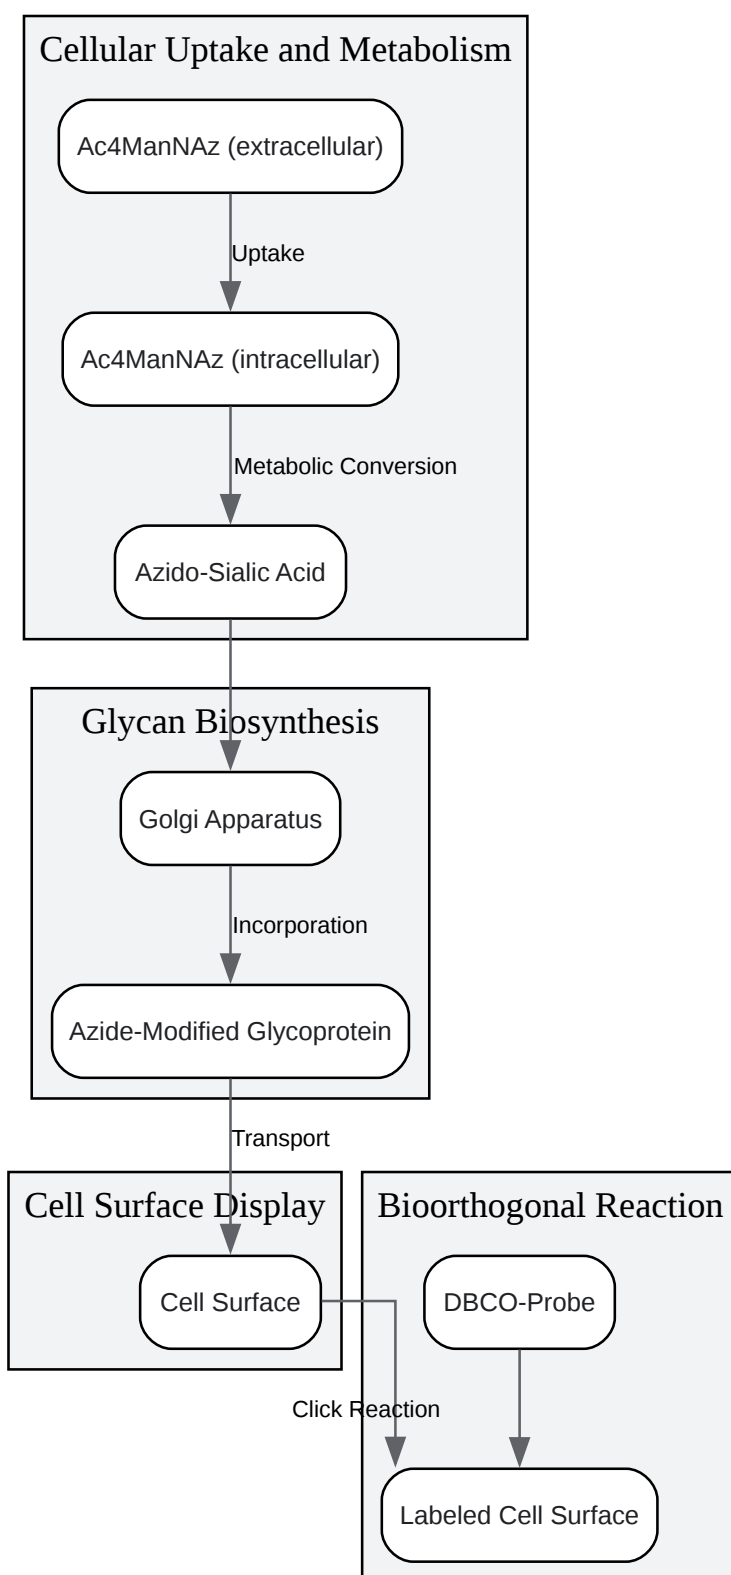 Cellular Uptake and Metabolism
Ac4ManNAz (extracellular)
Uptake
Ac4ManNAz (intracellular)
Metabolic Conversion
Azido-Sialic Acid
Glycan Biosynthesis
Golgi Apparatus
Incorporation
Azide-Modified Glycoprotein
Transport
Cell Surface Display
Cell Surface
Bioorthogonal Reaction
DBCO-Probe
Click Reaction
Labeled Cell Surface